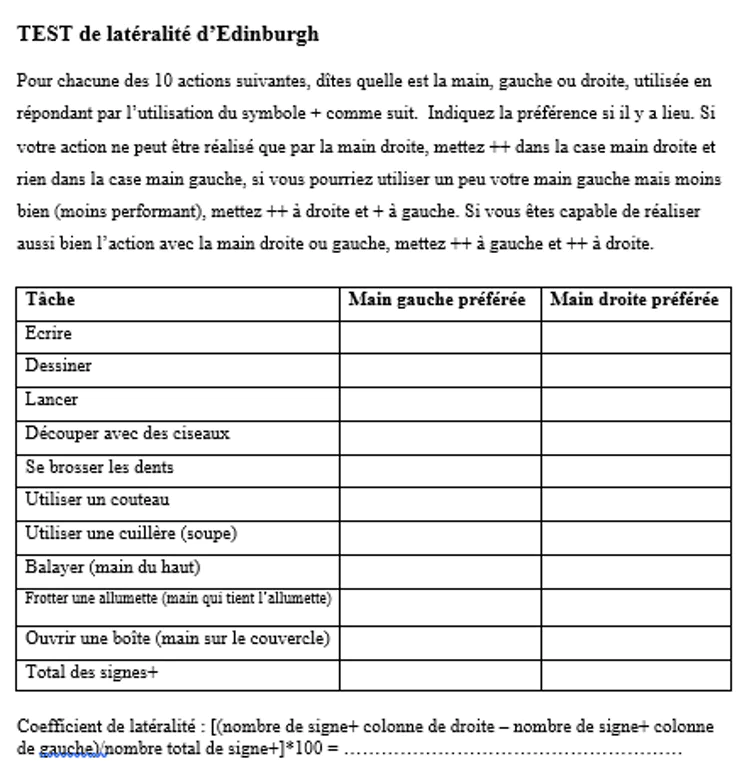 TEST de latéralité d’Edinburgh
Pour chacune des 10 actions suivantes, dîtes quelle est la main, gauche ou droite, utilisée en
répondant par l’utilisation du symbole + comme suit. Indiquez la préférence si il y a lieu. Si
votre action ne peut être réalisé que par la main droite, mettez ++ dans la case main droite et
rien dans la case main gauche, si vous pourriez utiliser un peu votre main gauche mais moins
bien (moins performant), mettez ++ à droite et + à gauche. Si vous êtes capable de réaliser
aussi bien l’action avec la main droite ou gauche, mettez ++ à gauche et ++ à droite.
Tâche Main gauche préférée Main droite préférée
Ecrire
Dessiner
Lancer
Découper avec des ciseaux
Se brosser les dents
Utiliser un couteau
Utiliser une cuillère (soupe)
Balayer (main du haut)
Frotter une allumette (main qui tient l’allumette)
Ouvrir une boîte (main sur le couvercle)
Total des signes+
Coefficient de latéralité : [(nombre de signe+ colonne de droite – nombre de signe+ colonne
de gauche)/nombre total de signe+]*100 = ……………………………………………….